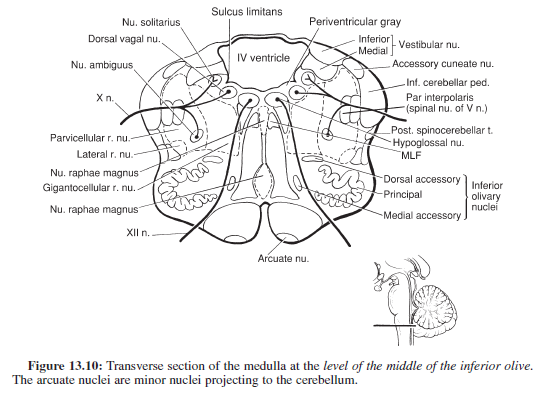 Sulcus limitans
Nu. solitarius
Periventricular gray
Dorsal vagal nu.
IV ventricle
Inferior
Medial
Vestibular nu.
Nu. ambiguus
Accessory cuneate nu.
Inf. cerebellar ped.
X n.
Par interpolaris
(spinal nu. of V n.)
Parvicellular r. nu.
Post. spinocerebellar t.
Hypoglossal nu.
Lateral r. nu.
MLF
Nu. raphae magnus
Gigantocellular r. nu.
Dorsal accessory
Principal
Medial accessory
Inferior
olivary
nuclei
Nu. raphae magnus
XII n.
Arcuate nu.
Figure 13.10: Transverse section of the medulla at the level of the middle of the inferior olive.
The arcuate nuclei are minor nuclei projecting to the cerebellum.